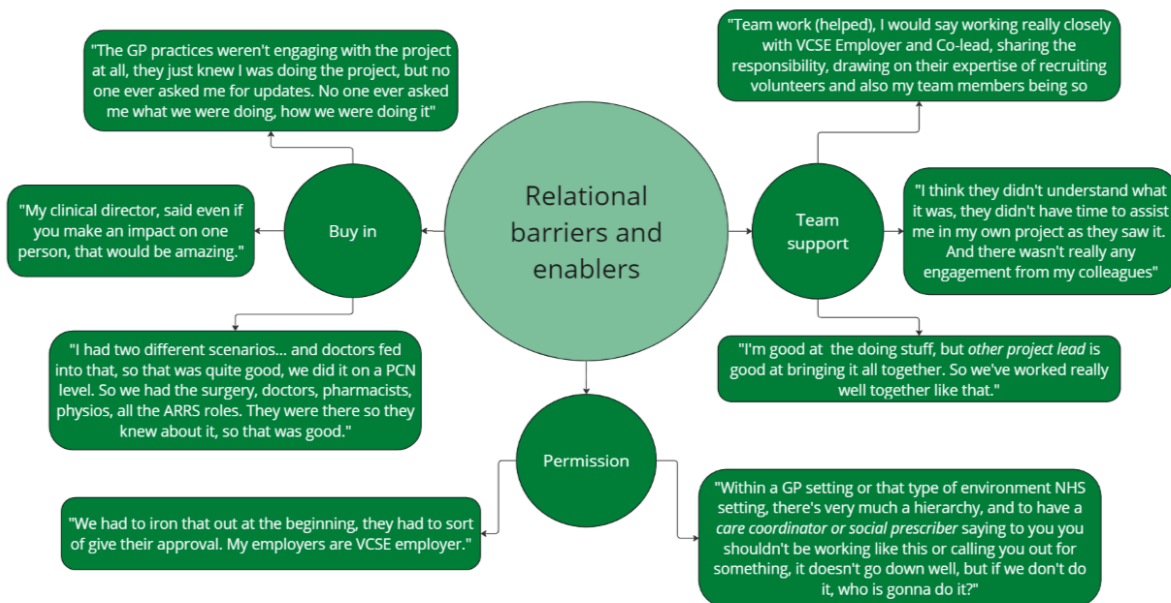 "The GP practices weren't engaging with the project
at all, they just knew I was doing the project, but no
one ever asked me for updates. No one ever asked
me what we were doing, how we were doing it"
"My clinical director, said even if
you make an impact on one
person, that would be amazing."
Buy in
"I had two different scenarios... and doctors fed
into that, so that was quite good, we did it on a PCN
level. So we had the surgery, doctors, pharmacists,
physios, all the ARRS roles. They were there so they
knew about it, so that was good."
Relational
barriers and
enablers
"Team work (helped), I would say working really closely
with VCSE Employer and Co-lead, sharing the
responsibility, drawing on their expertise of recruiting
volunteers and also my team members being so
Team
support
"I think they didn't understand what
it was, they didn't have time to assist
me in my own project as they saw it.
And there wasn't really any
engagement from my colleagues"
"I'm good at the doing stuff, but other project lead is
good at bringing it all together. So we've worked really
well together like that."
Permission
"We had to iron that out at the beginning, they had to sort
of give their approval. My employers are VCSE employer."
"Within a GP setting or that type of environment NHS
setting, there's very much a hierarchy, and to have a
care coordinator or social prescriber saying to you you
shouldn't be working like this or calling you out for
something, it doesn't go down well, but if we don't do
it, who is gonna do it?"